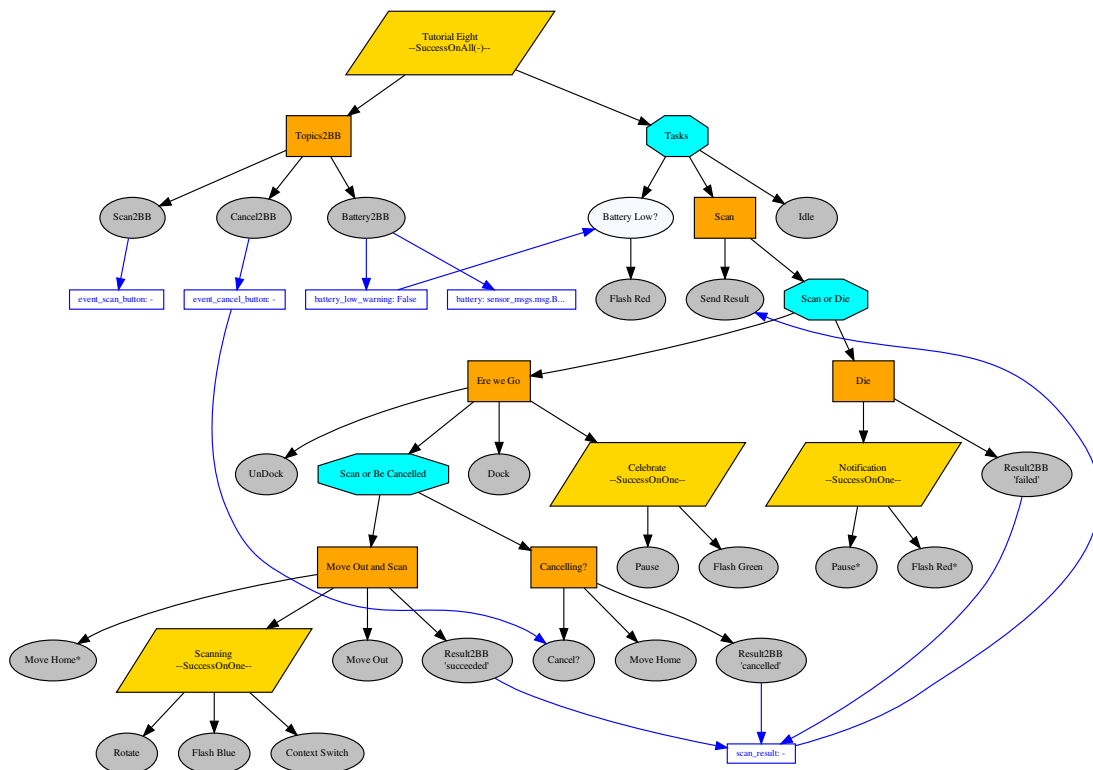 Tutorial Eight
--SuccessOnAll(-)--
Topics2BB
Tasks
Scan2BB
Cancel2BB
Battery2BB
Battery Low?
Scan
Idle
event_scan_button: -
event_cancel_button: -
battery_low_warning: False
battery: sensor_msgs.msg.B...
Flash Red
Send Result
Scan or Die
Ere we Go
Die
UnDock
Scan or Be Cancelled
Dock
Celebrate
--SuccessOnOne--
Notification
--SuccessOnOne--
Result2BB
'failed'
Move Out and Scan
Cancelling?
Pause
Flash Green
Pause*
Flash Red*
Move Home*
Scanning
--SuccessOnOne--
Move Out
Result2BB
'succeeded'
Cancel?
Move Home
Result2BB
'cancelled'
Rotate
Flash Blue
Context Switch
scan_result: -